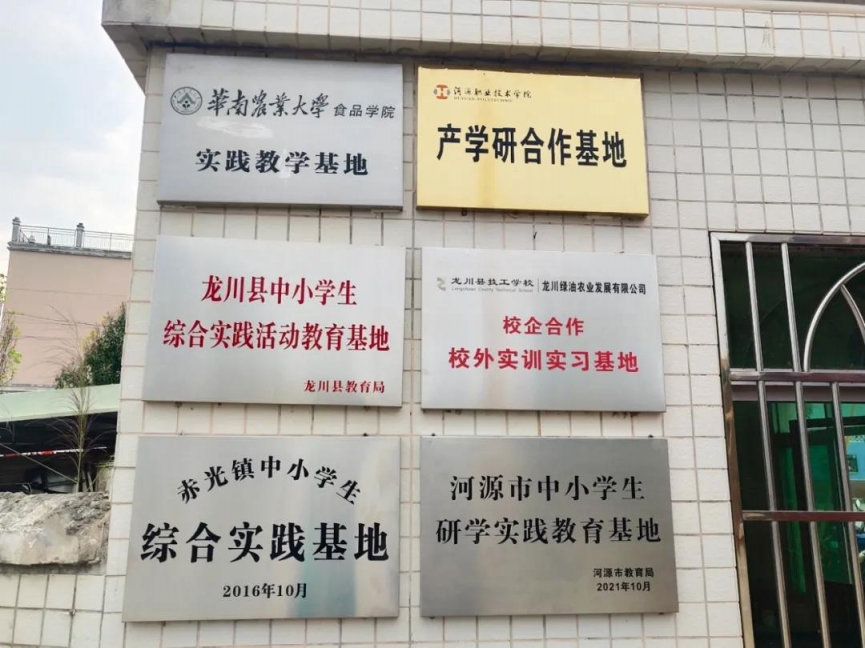 華南農業大學 食品学院
实践教学基地
河源职业技术学院
HEYUAN POLYTECHNIC
产学研合作基地
龙川县中小学生
综合实践活动教育基地
龙川县教育局
龙川县技工学校 龙川绿油农业发展有限公司
Longchuan County Technical School
校企合作
校外实训实习基地
赤光镇中小学生
综合实践基地
2016年10月
河源市中小学生
研学实践教育基地
河源市教育局
2021年10月